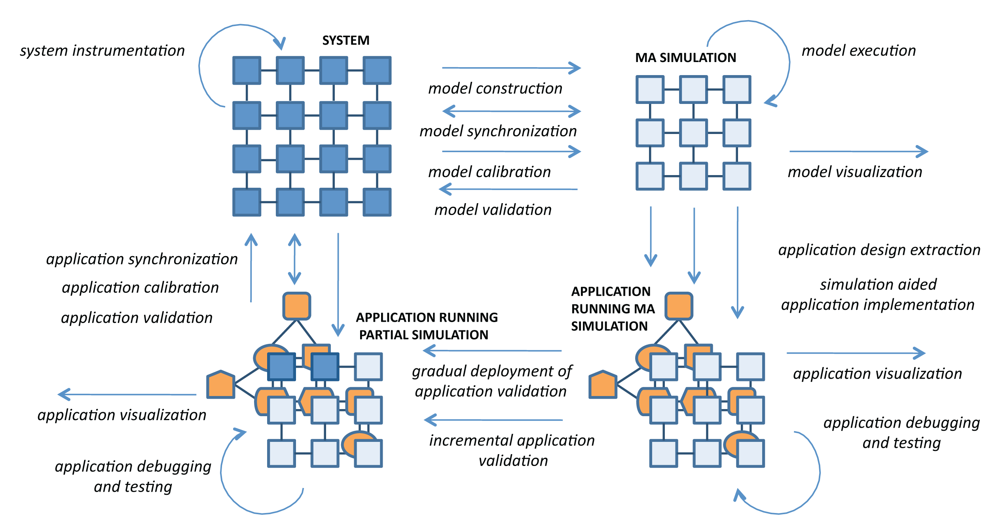 SYSTEM
system instrumentation
MA SIMULATION
model execution
model construction
model synchronization
model calibration
model visualization
model validation
application synchronization
application calibration
application validation
application design extraction
simulation aided
application implementation
APPLICATION RUNNING
PARTIAL SIMULATION
APPLICATION
RUNNING MA
SIMULATION
gradual deployment of
application validation
application visualization
application visualization
incremental application
validation
application debugging
and testing
application debugging
and testing